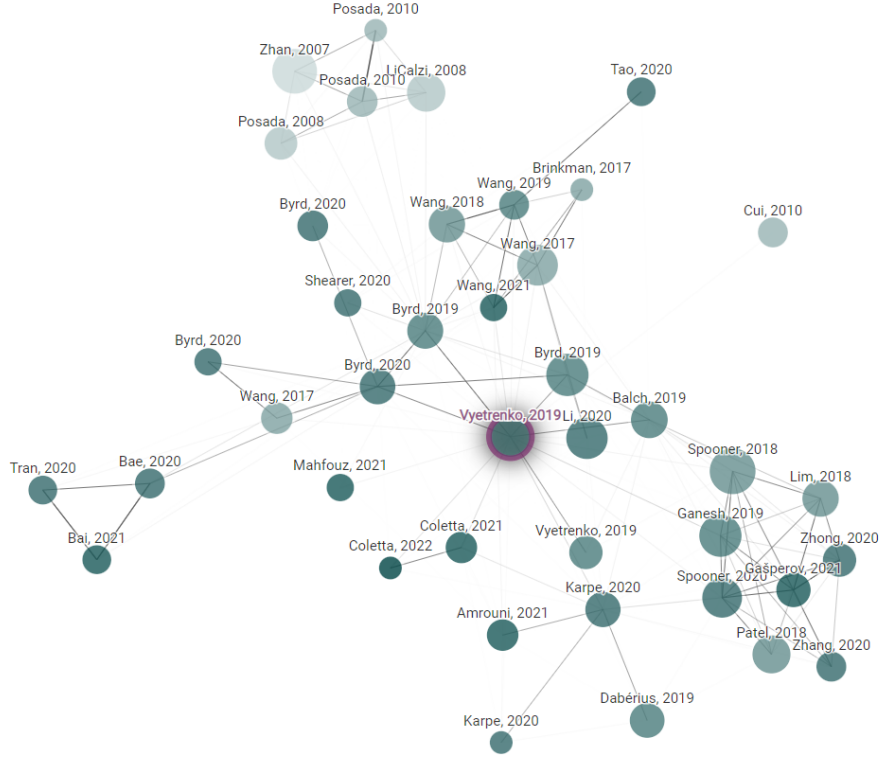 Posada, 2010
Zhan, 2007
LiCalzi, 2008
Posada, 2010
Tao, 2020
Posada, 2008
Brinkman, 2017
Wang, 2019
Wang, 2018
Byrd, 2020
Cui, 2010
Wang, 2017
Shearer, 2020
Wang, 2021
Byrd, 2019
Byrd, 2020
Byrd, 2019
Byrd, 2020
Wang, 2017
Balch, 2019
Vyetrenko, 2019
Li, 2020
Spooner, 2018
Bae, 2020
Tran, 2020
Mahfouz, 2021
Lim, 2018
Ganesh, 2019
Coletta, 2021
Vyetrenko, 2019
Bai, 2021
Zhong, 2020
Coletta, 2022
Gašperov, 2021
Spooner, 2020
Karpe, 2020
Amrouni, 2021
Patel, 2018
Zhang, 2020
Dabérius, 2019
Karpe, 2020